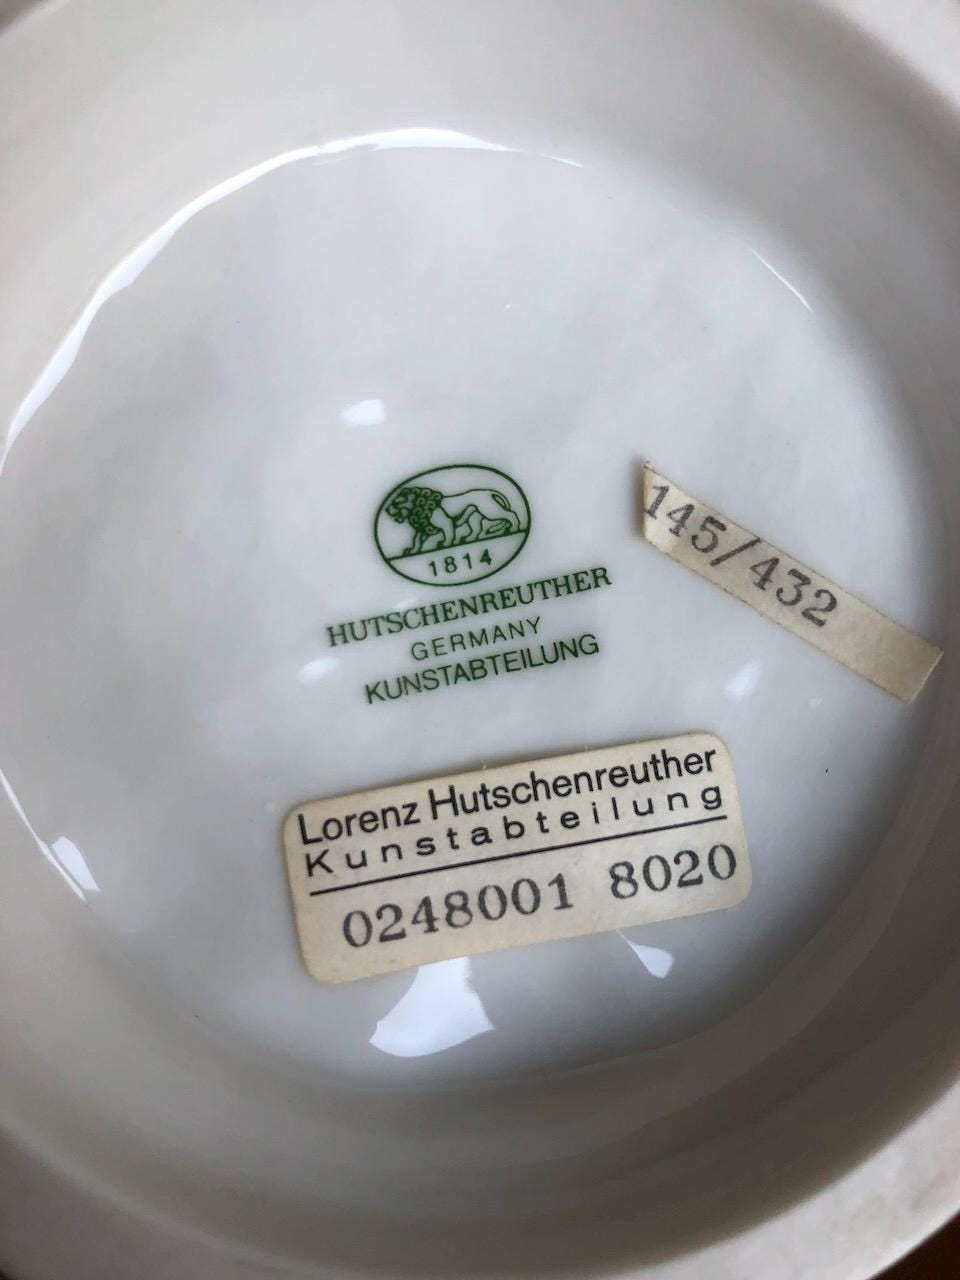 1814
HUTSCHENREUTHER
GERMANY
KUNSTABTEILUNG
145/432
Lorenz Hutschenreuther
Kunstabteilung
0248001 8020